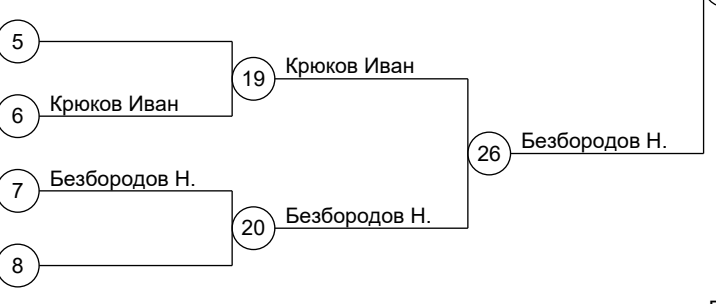 5
19 Крюков Иван
6 Крюков Иван
26 Безбородов Н.
7 Безбородов Н.
20 Безбородов Н.
8